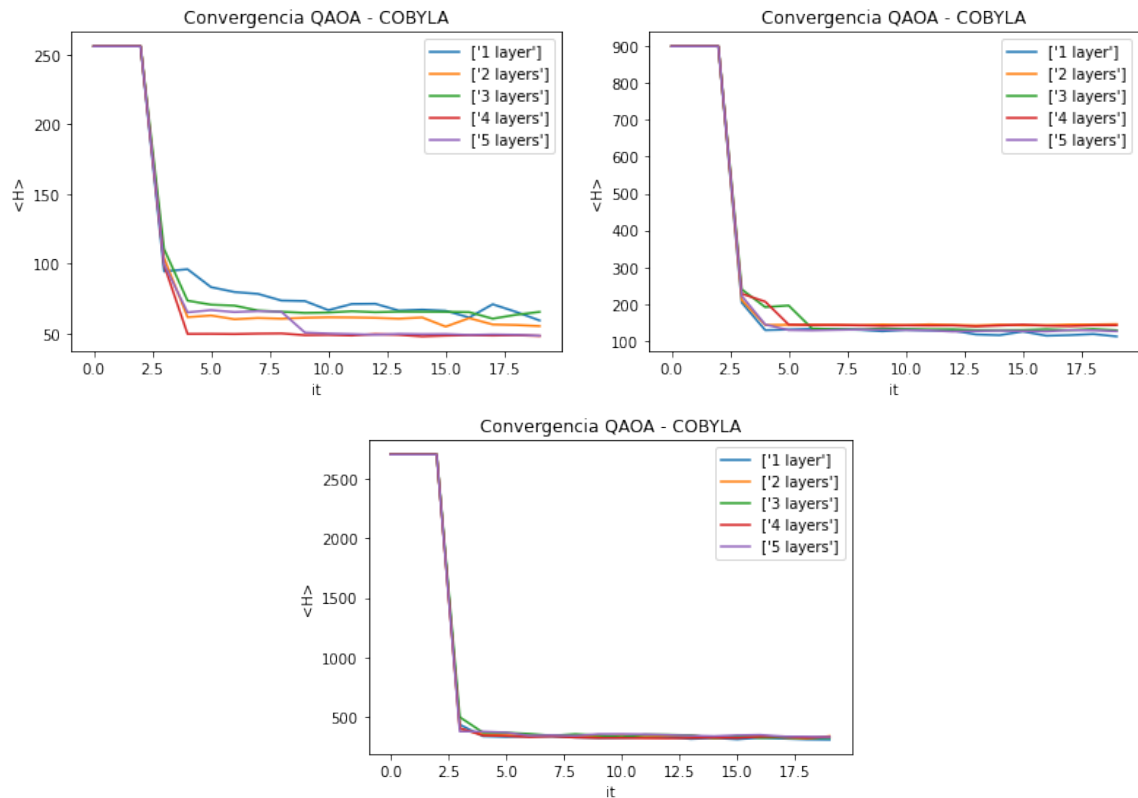 Convergencia QAOA - COBYLA
250
200
150
100
50
<H>
['1 layer']
['2 layers']
['3 layers']
['4 layers']
['5 layers']
0.0 2.5 5.0 7.5 10.0 12.5 15.0 17.5
it
Convergencia QAOA - COBYLA
900
800
700
600
500
400
300
200
100
<H>
['1 layer']
['2 layers']
['3 layers']
['4 layers']
['5 layers']
0.0 2.5 5.0 7.5 10.0 12.5 15.0 17.5
it
Convergencia QAOA - COBYLA
2500
2000
1500
1000
500
<H>
['1 layer']
['2 layers']
['3 layers']
['4 layers']
['5 layers']
0.0 2.5 5.0 7.5 10.0 12.5 15.0 17.5
it